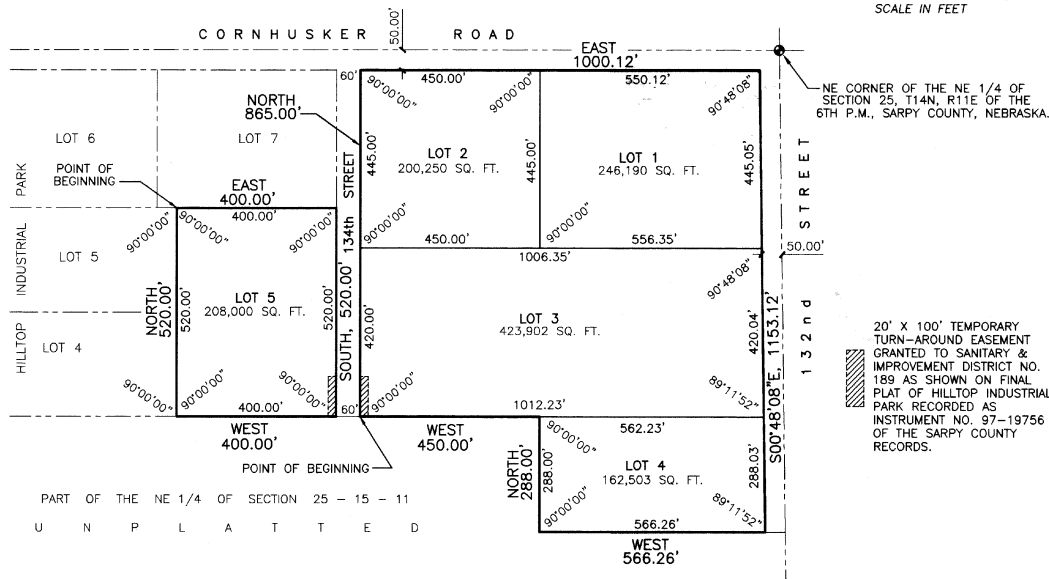 SCALE IN FEET
CORNHUSKER ROAD
50.00'
EAST
1000.12'
60'
450.00'
550.12'
90°00'00"
90°00'00"
90°48'08"
NE CORNER OF THE NE 1/4 OF
SECTION 25, T14N, R11E OF THE
6TH P.M., SARPY COUNTY, NEBRASKA.
NORTH
865.00'
LOT 6
LOT 7
445.00'
LOT 2
200,250 SQ. FT.
445.00'
LOT 1
246,190 SQ. FT.
445.05'
POINT OF
BEGINNING
HILLTOP INDUSTRIAL PARK
EAST
400.00'
400.00'
134th STREET
90°00'00"
90°00'00"
90°00'00"
90°00'00"
90°00'00"
450.00'
556.35'
1006.35'
50.00'
132nd STREET
LOT 5
NORTH
520.00'
520.00'
LOT 5
208,000 SQ. FT.
520.00'
SOUTH, 520.00'
420.00'
LOT 3
423,902 SQ. FT.
90°48'08"
420.04'
S00°48'08"E, 1153.12'
LOT 4
90°00'00"
90°00'00"
90°00'00"
90°00'00"
89°11'52"
400.00'
60'
1012.23'
WEST
400.00'
WEST
450.00'
562.23'
POINT OF BEGINNING
90°00'00"
NORTH
288.00'
288.00'
LOT 4
162,503 SQ. FT.
288.03'
90°00'00"
89°11'52"
566.26'
WEST
566.26'
20' X 100' TEMPORARY
TURN-AROUND EASEMENT
GRANTED TO SANITARY &
IMPROVEMENT DISTRICT NO.
189 AS SHOWN ON FINAL
PLAT OF HILLTOP INDUSTRIAL
PARK RECORDED AS
INSTRUMENT NO. 97-19756
OF THE SARPY COUNTY
RECORDS.
PART OF THE NE 1/4 OF SECTION 25 - 15 - 11
UNPLATTED